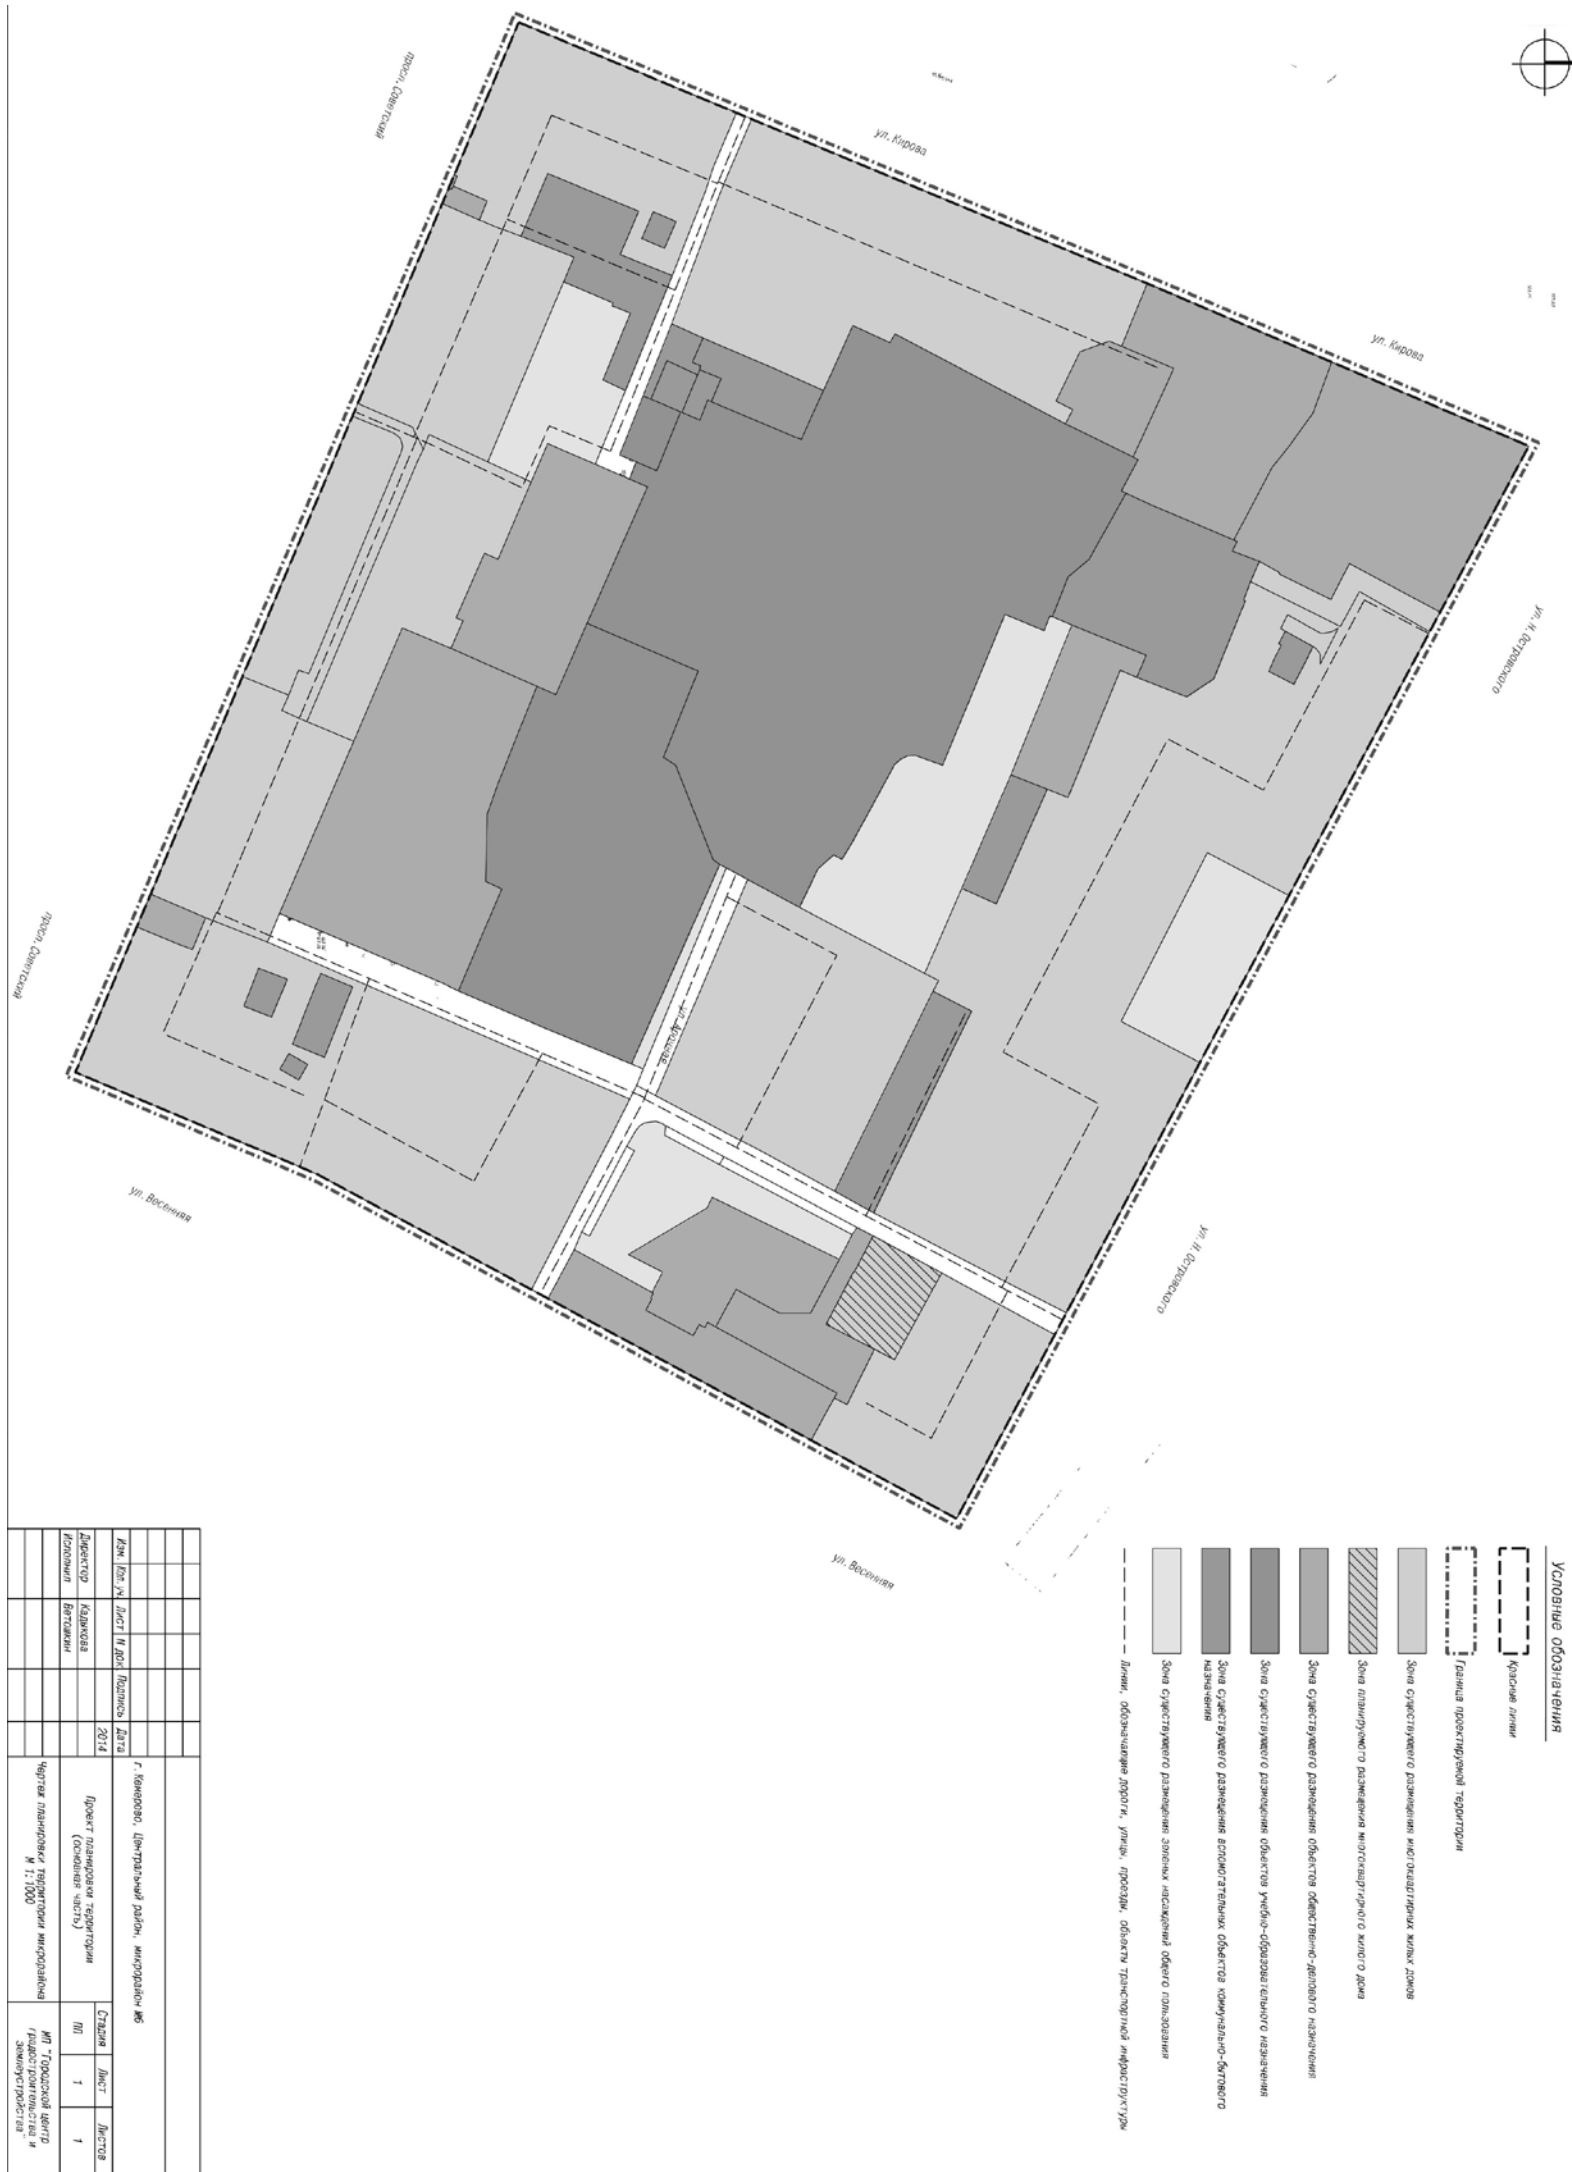 просп. Советский
ул. Кирова
ул. Кирова
ул. Н. Островского
ул. Н. Островского
ул. Арочная
просп. Советский
ул. Весенняя
ул. Весенняя
Условные обозначения
Красные линии
Граница проектируемой территории
Зона существующего размещения многоквартирных жилых домов
Зона планируемого размещения многоквартирного жилого дома
Зона существующего размещения объектов общественно-делового назначения
Зона существующего размещения объектов учебно-образовательного назначения
Зона существующего размещения вспомогательных объектов коммунально-бытового
назначения
Зона существующего размещения зеленых насаждений общего пользования
Линии, обозначающие дороги, улицы, проезды, объекты транспортной инфраструктуры
г. Кемерово, Центральный район, микрорайон №6
Изм. Кол.уч. Лист N док. Подпись Дата
Директор Кадыкова 2014
Исполнил Ветошкин
Проект планировки территории
(основная часть)
Стадия Лист Листов
ПП 1 1
Чертеж планировки территории микрорайона
М 1:1000
МП "Городской центр
градостроительства и
землеустройства"